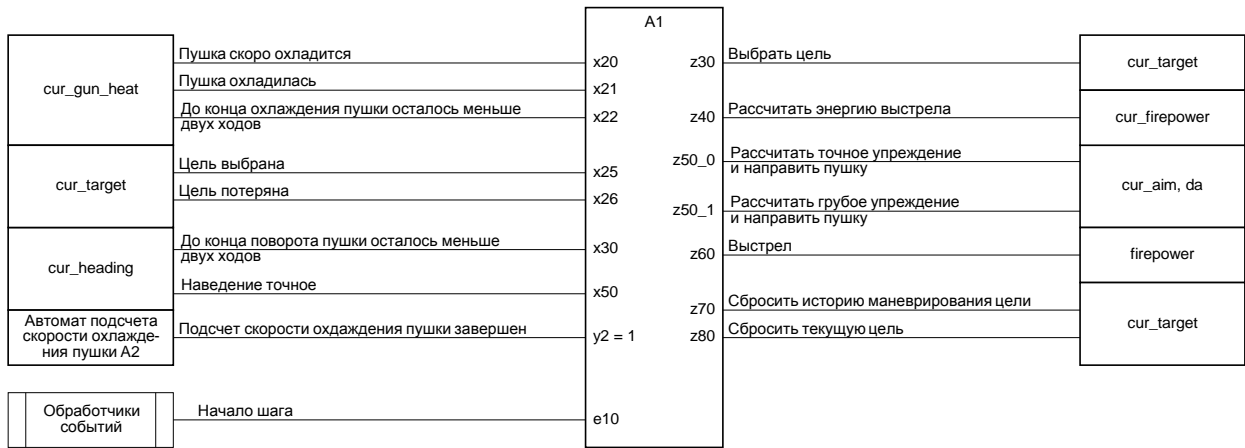 A1
cur_gun_heat
Пушка скоро охладится
x20
Пушка охладилась
x21
До конца охлаждения пушки осталось меньше
двух ходов
x22
cur_target
Цель выбрана
x25
Цель потеряна
x26
cur_heading
До конца поворота пушки осталось меньше
двух ходов
x30
Наведение точное
x50
Автомат подсчета
скорости охлажде-
ния пушки A2
Подсчет скорости охдаждения пушки завершен
y2 = 1
Обработчики
событий
Начало шага
e10
z30
Выбрать цель
cur_target
z40
Рассчитать энергию выстрела
cur_firepower
z50_0
Рассчитать точное упреждение
и направить пушку
cur_aim, da
z50_1
Рассчитать грубое упреждение
и направить пушку
z60
Выстрел
firepower
z70
Сбросить историю маневрирования цели
z80
Сбросить текущую цель
cur_target